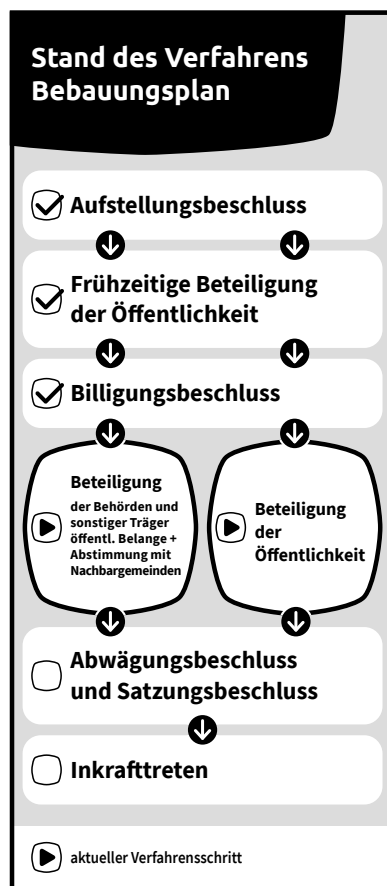 Stand des Verfahrens
Bebauungsplan
Aufstellungsbeschluss
Frühzeitige Beteiligung
der Öffentlichkeit
Billigungsbeschluss
Beteiligung
der Behörden und
sonstiger Träger
öffentl. Belange +
Abstimmung mit
Nachbargemeinden
Beteiligung
der
Öffentlichkeit
Abwägungsbeschluss
und Satzungsbeschluss
Inkrafttreten
aktueller Verfahrensschritt